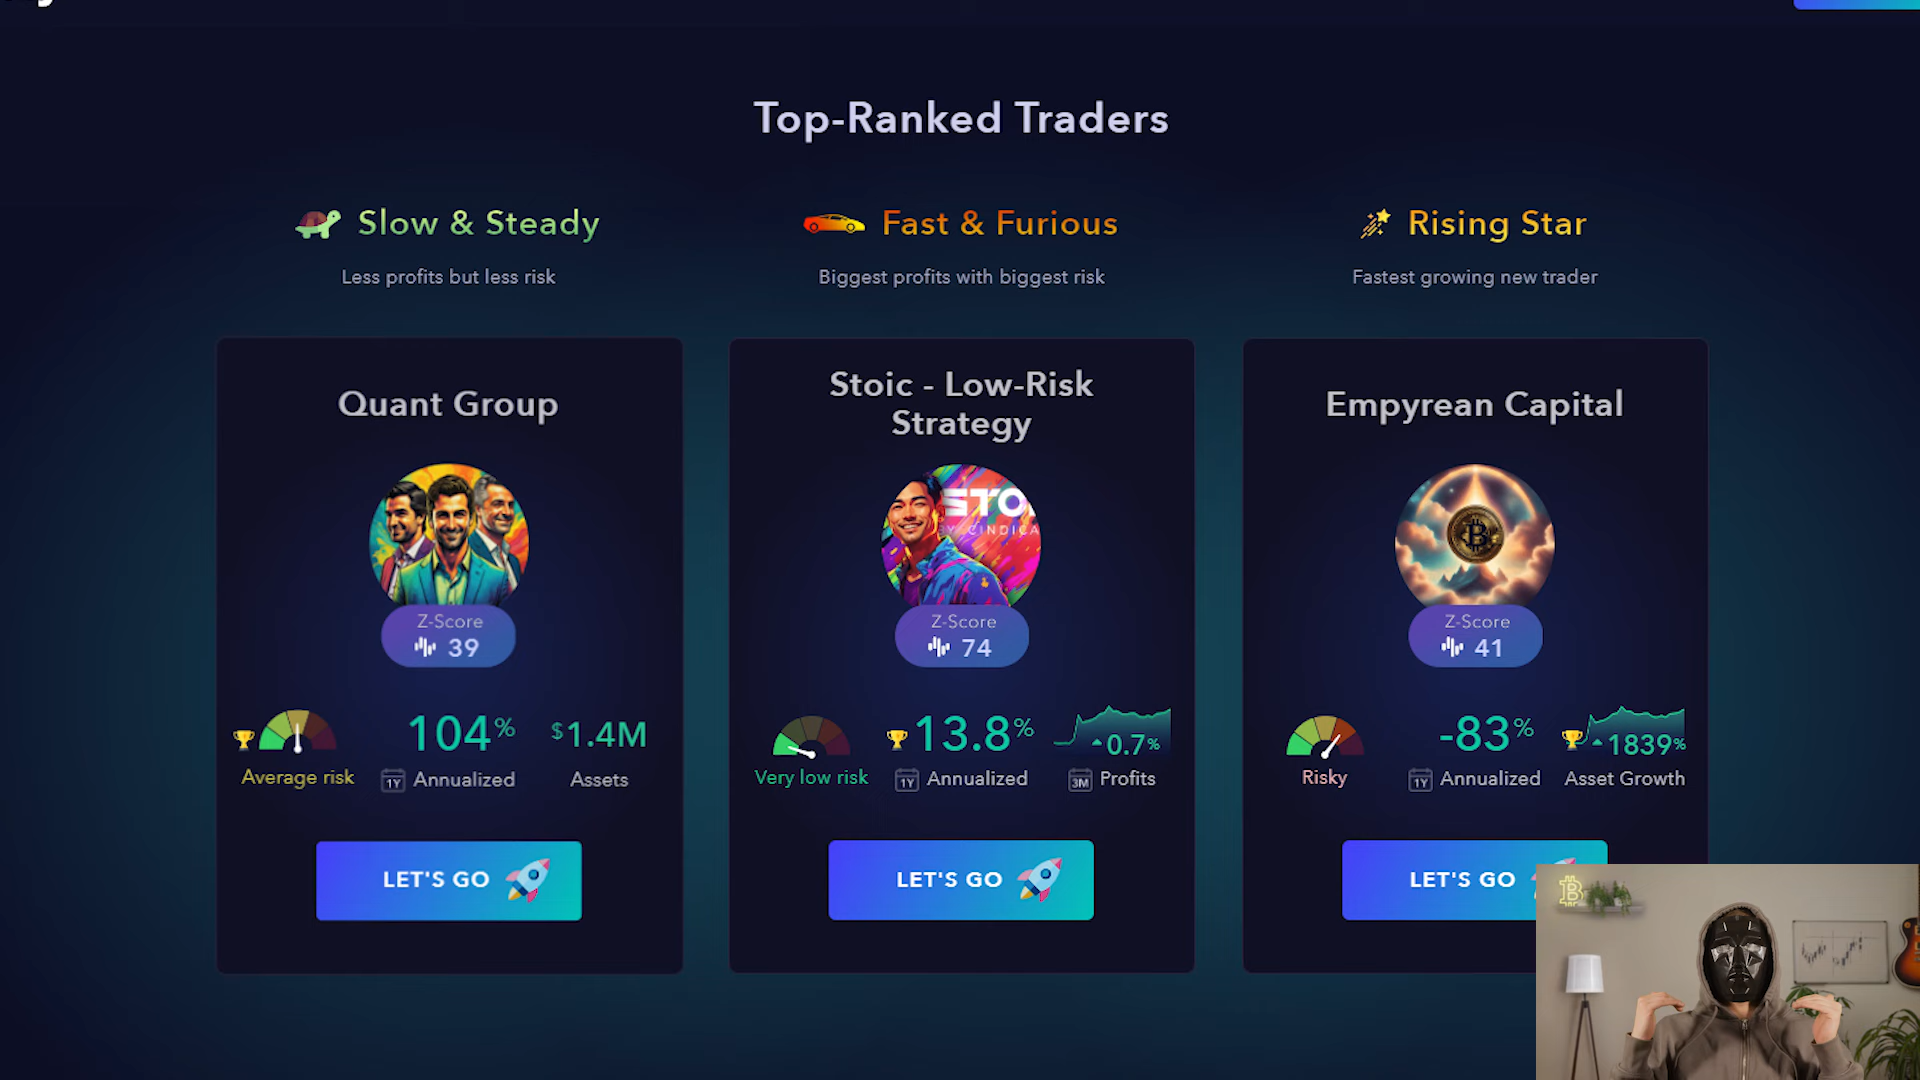 Top-Ranked Traders
Slow & Steady
Less profits but less risk
Fast & Furious
Biggest profits with biggest risk
Rising Star
Fastest growing new trader
Quant Group
Z-Score
39
Average risk
104%
1Y Annualized
$1.4M
Assets
LET'S GO
Stoic - Low-Risk
Strategy
STO
BY CINDICA
Z-Score
74
Very low risk
13.8%
1Y Annualized
0.7%
3M Profits
LET'S GO
Empyrean Capital
Z-Score
41
Risky
-83%
1Y Annualized
1839%
Asset Growth
LET'S GO